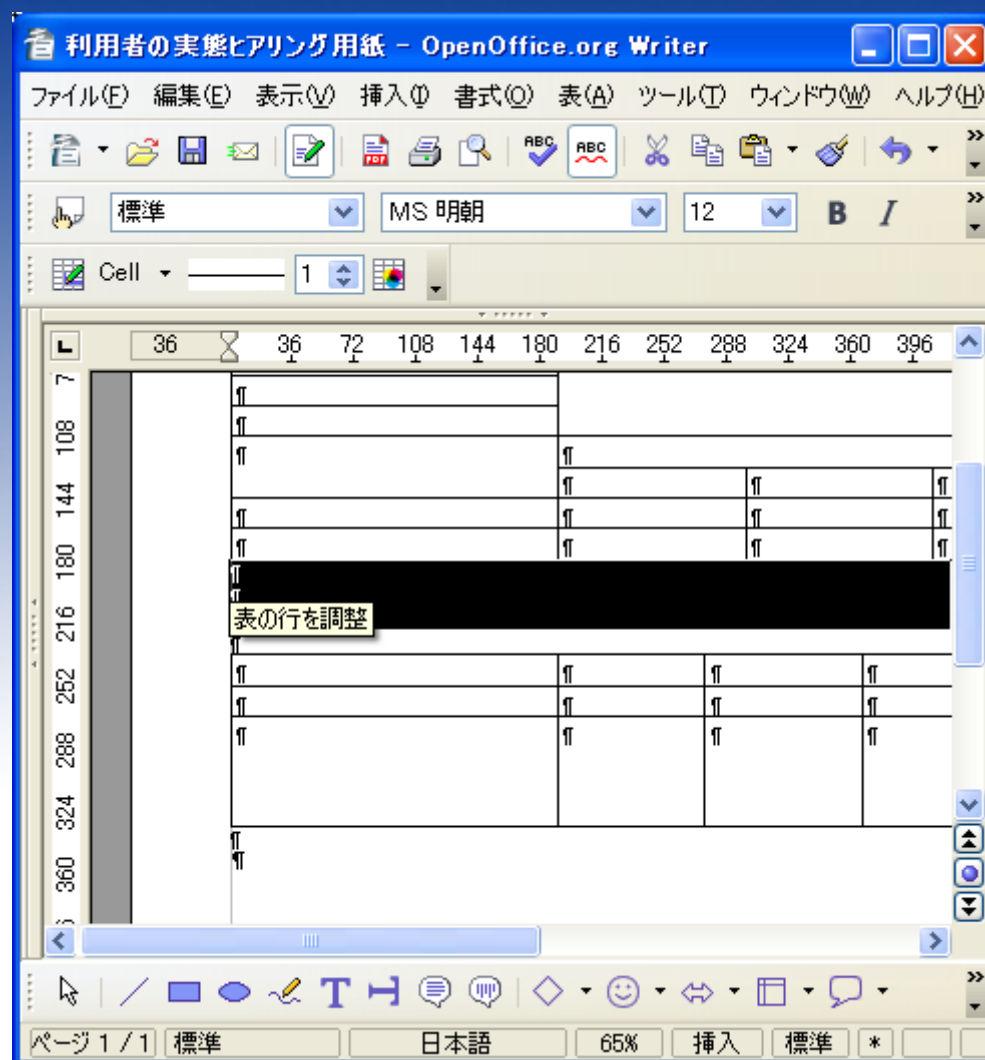 利用者の実態ヒアリング用紙 - OpenOffice.org Writer
ファイル(F) 編集(E) 表示(V) 挿入(I) 書式(O) 表(A) ツール(T) ウィンドウ(W) ヘルプ(H)
PDF ABC ABC
標準 MS 明朝 12 B I
Cell 1
36 36 72 108 144 180 216 252 288 324 360 396
108
144
180
表の行を調整
216
252
288
324
360
T
ページ 1 / 1 標準 日本語 65% 挿入 標準 *